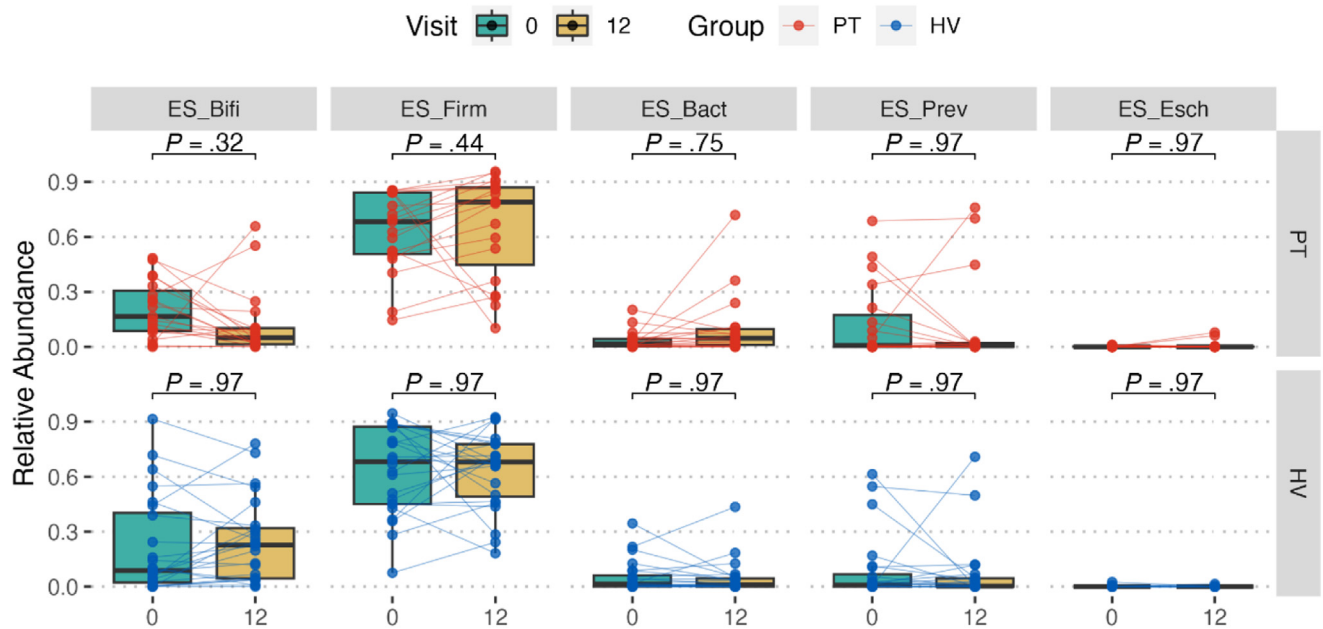 Visit 0 12 Group PT HV
ES_Bifi ES_Firm ES_Bact ES_Prev ES_Esch
P = .32 P = .44 P = .75 P = .97 P = .97
0.9
0.6
0.3
0.0
PT
Relative Abundance
P = .97 P = .97 P = .97 P = .97 P = .97
0.9
0.6
0.3
0.0
HV
0 12 0 12 0 12 0 12 0 12